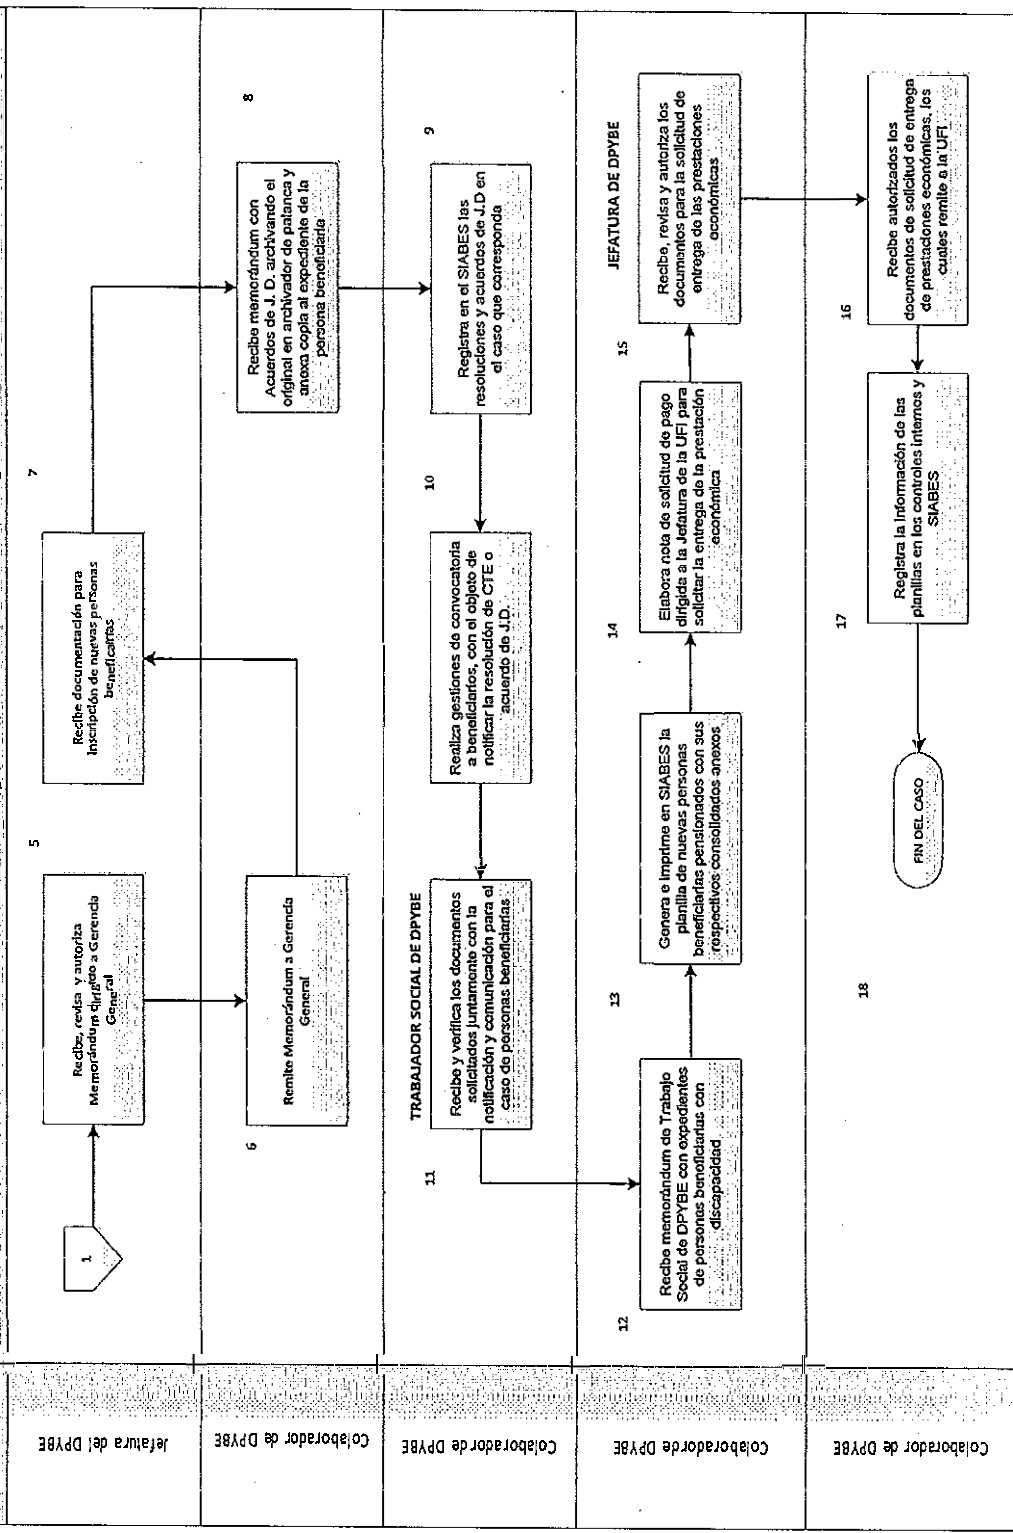 Jefatura del DPYBE
1
5
Recibe, revisa y autoriza
Memorándum dirigido a Gerencia
General
7
Recibe documentación para
Inscripción de nuevas personas
beneficairias
Colaborador de DPYBE
6
Remite Memorándum a Gerencia
General
8
Recibe memorándum con
Acuerdos de J. D. archivando el
original en archivador de palanca y
anexa copia al expediente de la
persona beneficiaria
Colaborador de DPYBE
9
Registra en el SIABES las
resoluciones y acuerdos de J.D en
el caso que corresponda
10
Realiza gestiones de convocatoria
a beneficiarios, con el objeto de
notificar la resolución de CTE o
acuerdo de J.D.
TRABAJADOR SOCIAL DE DPYBE
11
Recibe y verifica los documentos
solicitados juntamente con la
notificación y comunicación para el
caso de personas beneficiarias
Colaborador de DPYBE
12
Recibe memorándum de Trabajo
Social de DPYBE con expedientes
de personas beneficiarias con
discapacidad
13
Genera e Imprime en SIABES la
planilla de nuevas personas
beneficiarias pensionados con sus
respectivos consolidados anexos
14
Elabora nota de solicitud de pago
dirigida a la Jefatura de la UFI para
solicitar la entrega de la prestación
económica
15
JEFATURA DE DPYBE
Recibe, revisa y autoriza los
documentos para la solicitud de
entrega de las prestaciones
económicas
Colaborador de DPYBE
16
Recibe autorizados los
documentos de solicitud de entrega
de prestaciones económicas, los
cuales remite a la UFI
17
Registra la Información de las
planillas en los controles internos y
SIABES
18
FIN DEL CASO